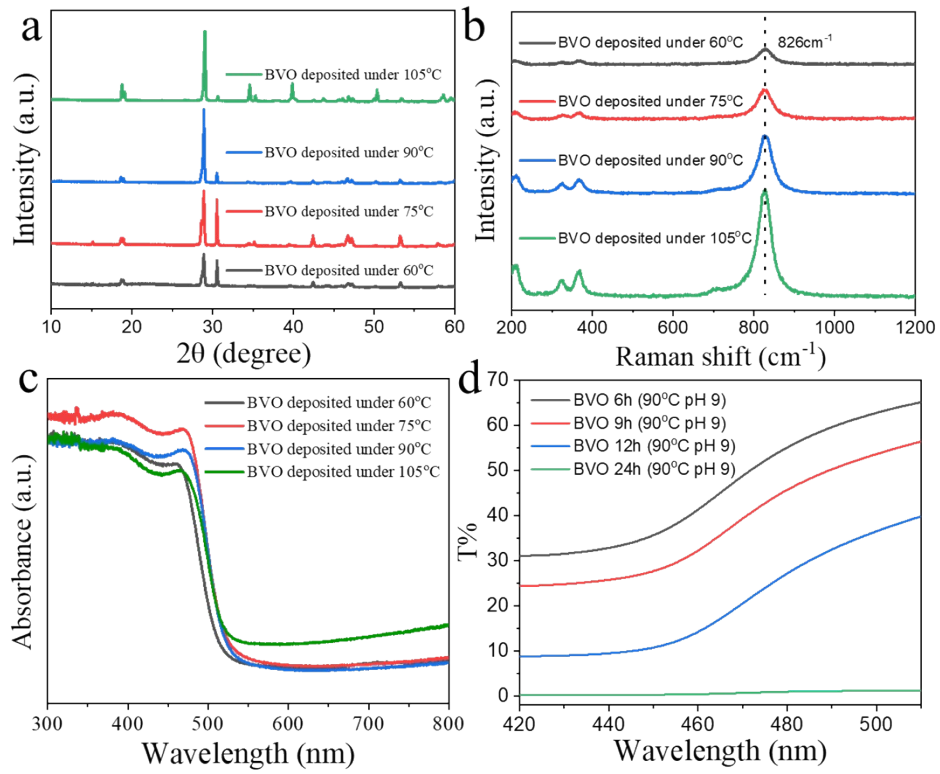 a
Intensity (a.u.)
BVO deposited under 105°C
BVO deposited under 90°C
BVO deposited under 75°C
BVO deposited under 60°C
10 20 30 40 50 60
2θ (degree)
b
Intensity (a.u.)
BVO deposited under 60°C
826cm⁻¹
BVO deposited under 75°C
BVO deposited under 90°C
BVO deposited under 105°C
200 400 600 800 1000 1200
Raman shift (cm⁻¹)
c
Absorbance (a.u.)
BVO deposited under 60°C
BVO deposited under 75°C
BVO deposited under 90°C
BVO deposited under 105°C
300 400 500 600 700 800
Wavelength (nm)
d
T%
70
60
50
40
30
20
10
0
BVO 6h (90°C pH 9)
BVO 9h (90°C pH 9)
BVO 12h (90°C pH 9)
BVO 24h (90°C pH 9)
420 440 460 480 500
Wavelength (nm)